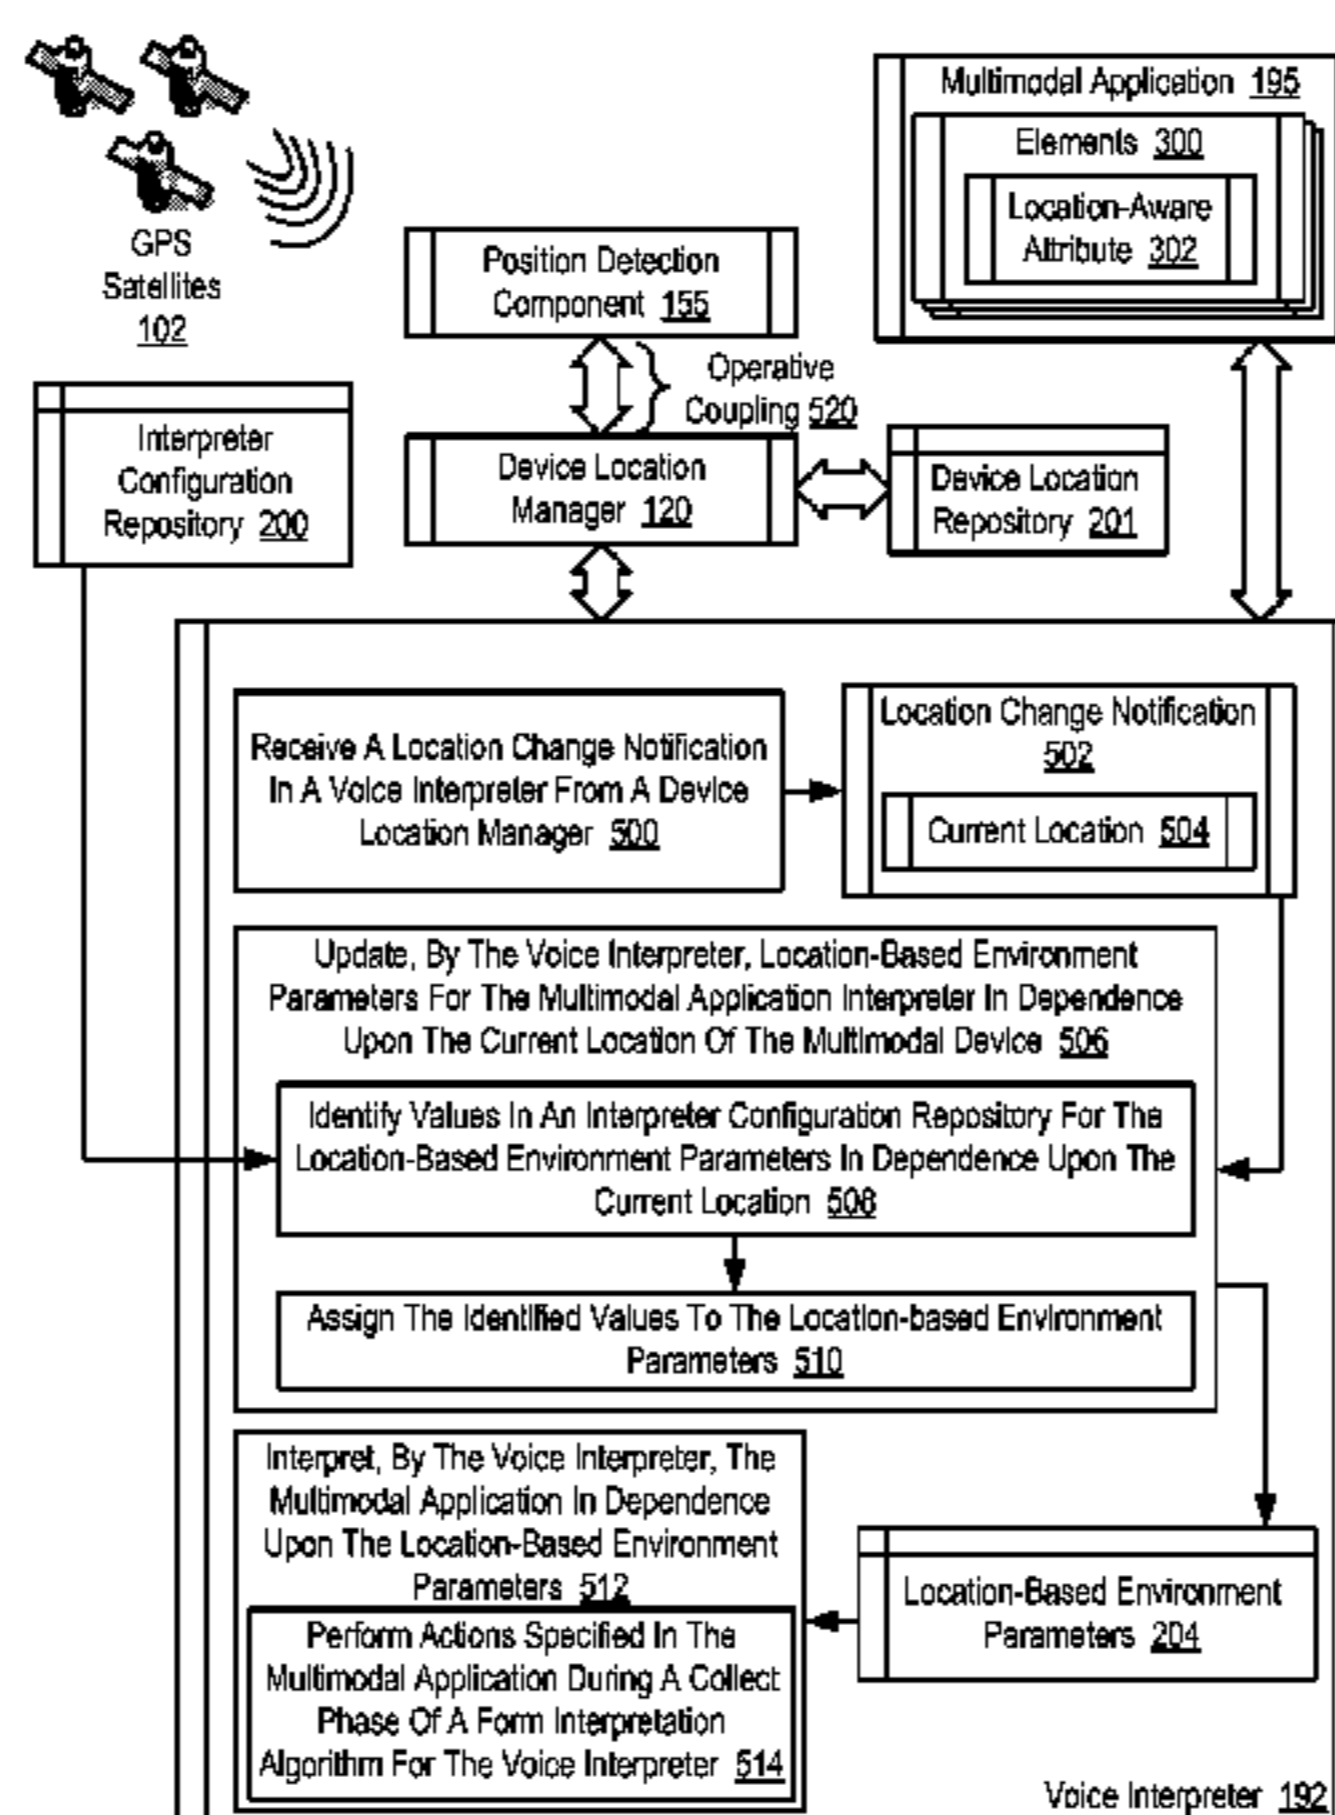 GPS
Satellites
102
Multimodal Application 195
Elements 300
Location-Aware
Attribute 302
Position Detection
Component 155
Operative
Coupling 520
Interpreter
Configuration
Repository 200
Device Location
Manager 120
Device Location
Repository 201
Receive A Location Change Notification
In A Voice Interpreter From A Device
Location Manager 500
Location Change Notification
502
Current Location 504
Update, By The Voice Interpreter, Location-Based Environment
Parameters For The Multimodal Application Interpreter In Dependence
Upon The Current Location Of The Multimodal Device 506
Identify Values In An Interpreter Configuration Repository For The
Location-Based Environment Parameters In Dependence Upon The
Current Location 508
Assign The Identified Values To The Location-based Environment
Parameters 510
Interpret, By The Voice Interpreter, The
Multimodal Application In Dependence
Upon The Location-Based Environment
Parameters 512
Perform Actions Specified In The
Multimodal Application During A Collect
Phase Of A Form Interpretation
Algorithm For The Voice Interpreter 514
Location-Based Environment
Parameters 204
Voice Interpreter 192